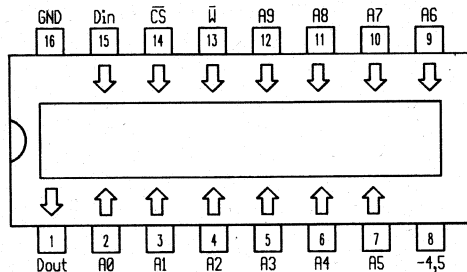 GND Din C̅S̅ W̅ A9 A8 A7 A6
16 15 14 13 12 11 10 9
1 2 3 4 5 6 7 8
Dout A0 A1 A2 A3 A4 A5 -4,5